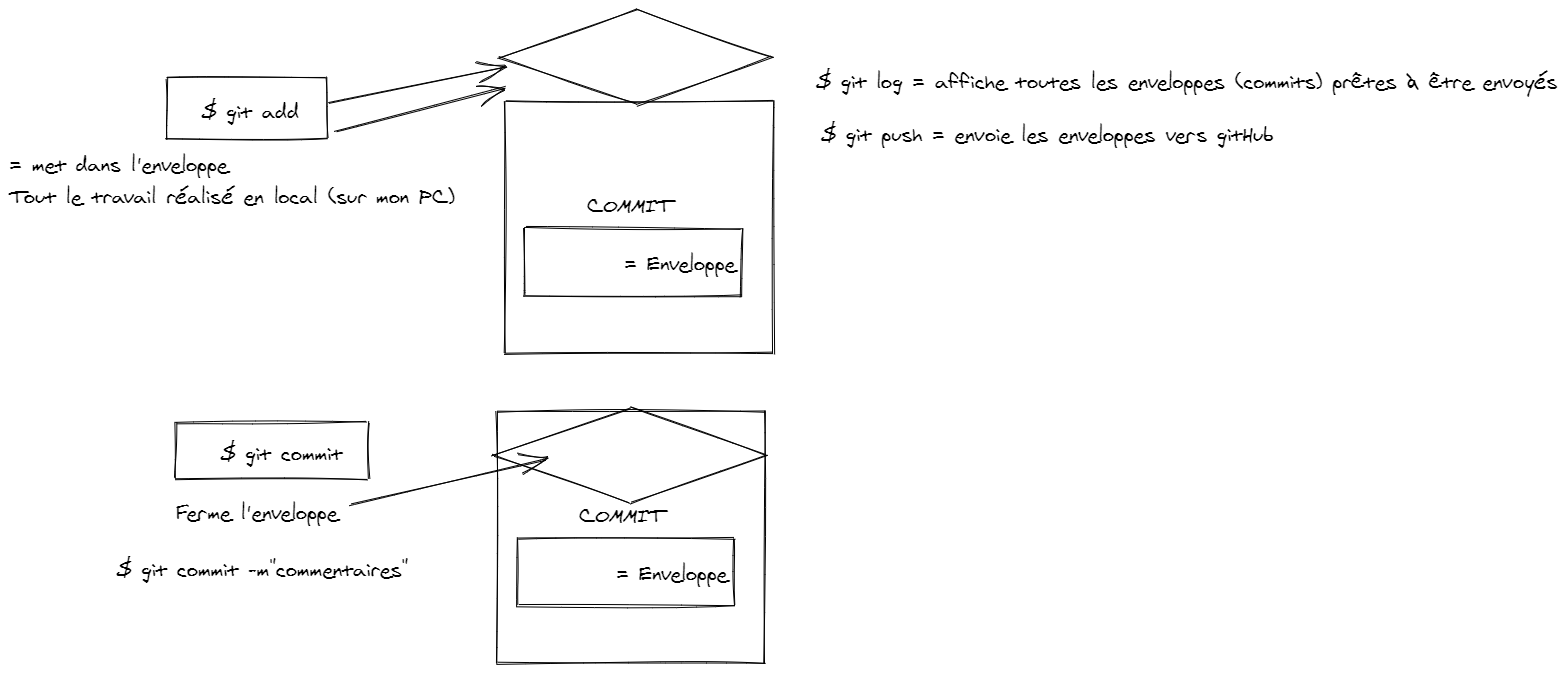 $ git add
= met dans l'enveloppe
Tout le travail réalisé en local (sur mon PC)
COMMIT
= Enveloppe
$ git log = affiche toutes les enveloppes (commits) prêtes à être envoyés
$ git push = envoie les enveloppes vers gitHub
$ git commit
Ferme l'enveloppe
$ git commit -m"commentaires"
COMMIT
= Enveloppe